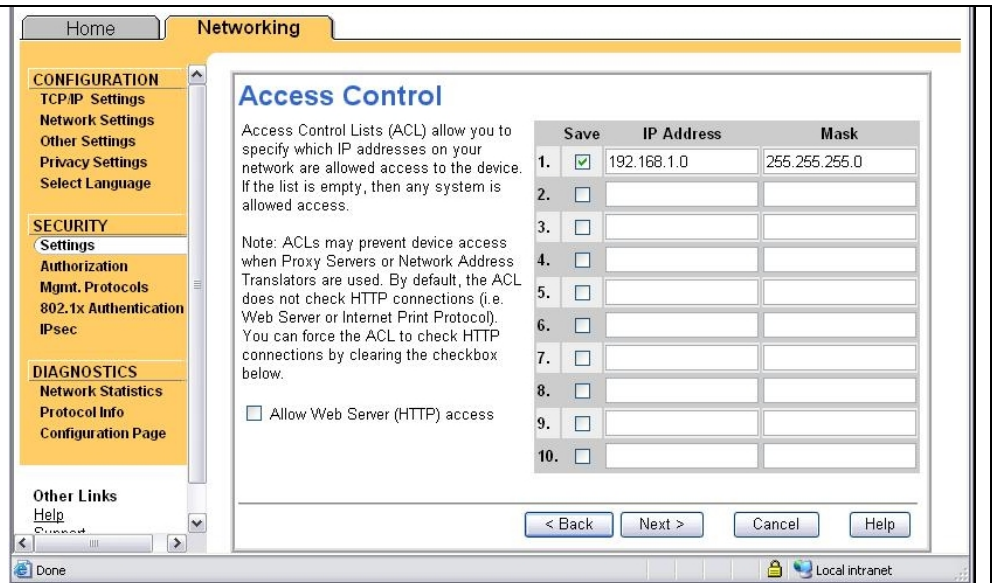 Home
Networking
CONFIGURATION
TCP/IP Settings
Network Settings
Other Settings
Privacy Settings
Select Language
SECURITY
Settings
Authorization
Mgmt. Protocols
802.1x Authentication
IPsec
DIAGNOSTICS
Network Statistics
Protocol Info
Configuration Page
Other Links
Help
Support
Access Control
Access Control Lists (ACL) allow you to
specify which IP addresses on your
network are allowed access to the device.
If the list is empty, then any system is
allowed access.
Note: ACLs may prevent device access
when Proxy Servers or Network Address
Translators are used. By default, the ACL
does not check HTTP connections (i.e.
Web Server or Internet Print Protocol).
You can force the ACL to check HTTP
connections by clearing the checkbox
below.
Allow Web Server (HTTP) access
Save IP Address Mask
1. 192.168.1.0 255.255.255.0
2.
3.
4.
5.
6.
7.
8.
9.
10.
< Back Next > Cancel Help
Done Local intranet